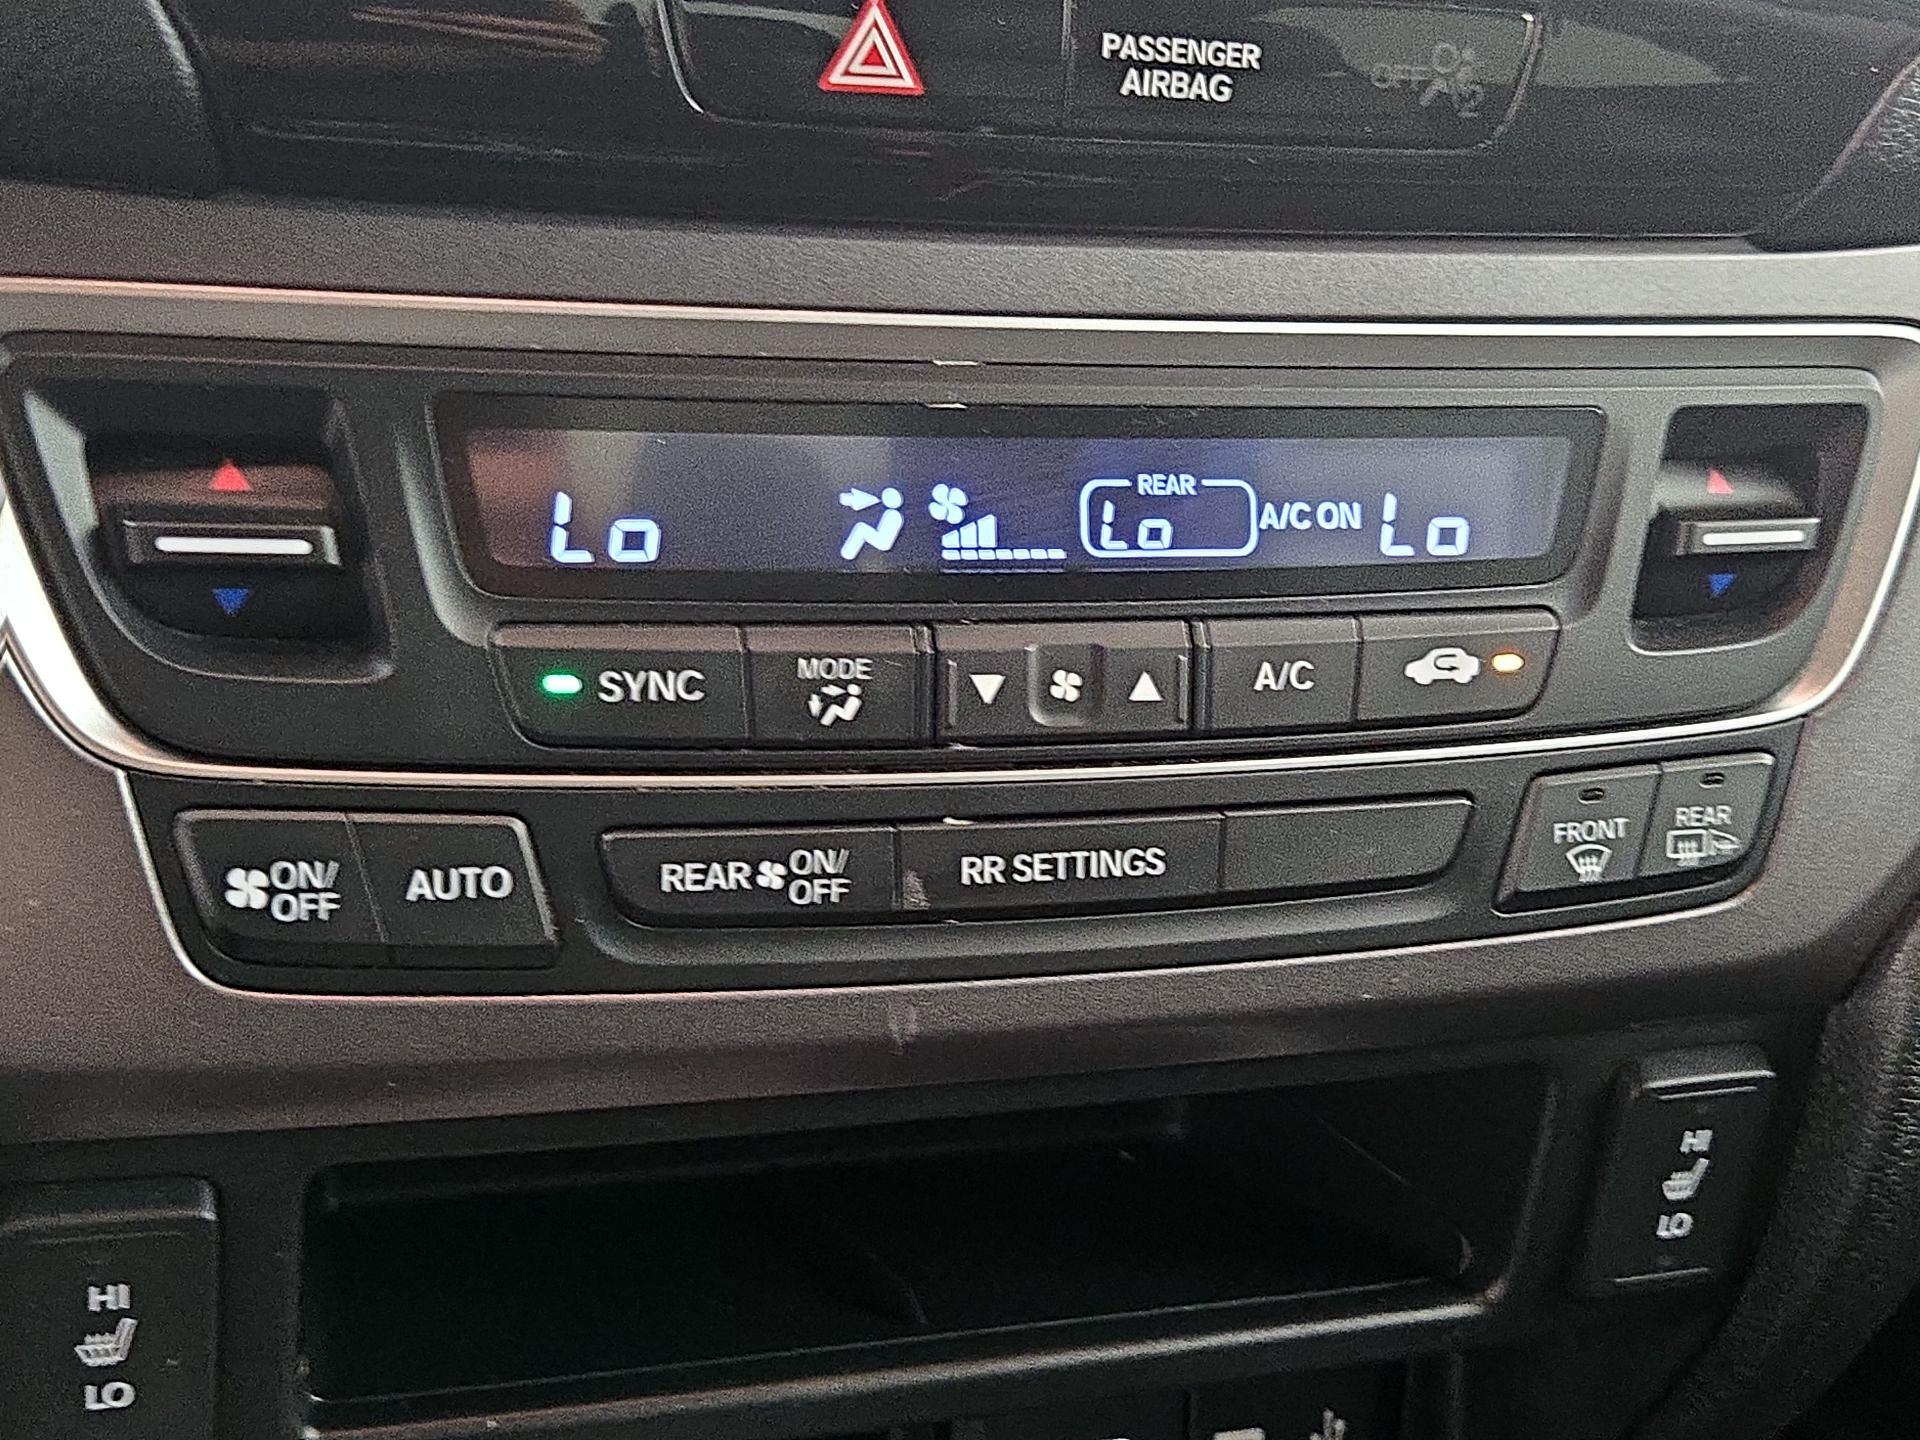 PASSENGER
AIRBAG
OFF
REAR
Lo
Lo
A/C ON
Lo
SYNC
MODE
A/C
ON/
OFF
AUTO
REAR
ON/
OFF
RR SETTINGS
FRONT
REAR
HI
LO
HI
LO